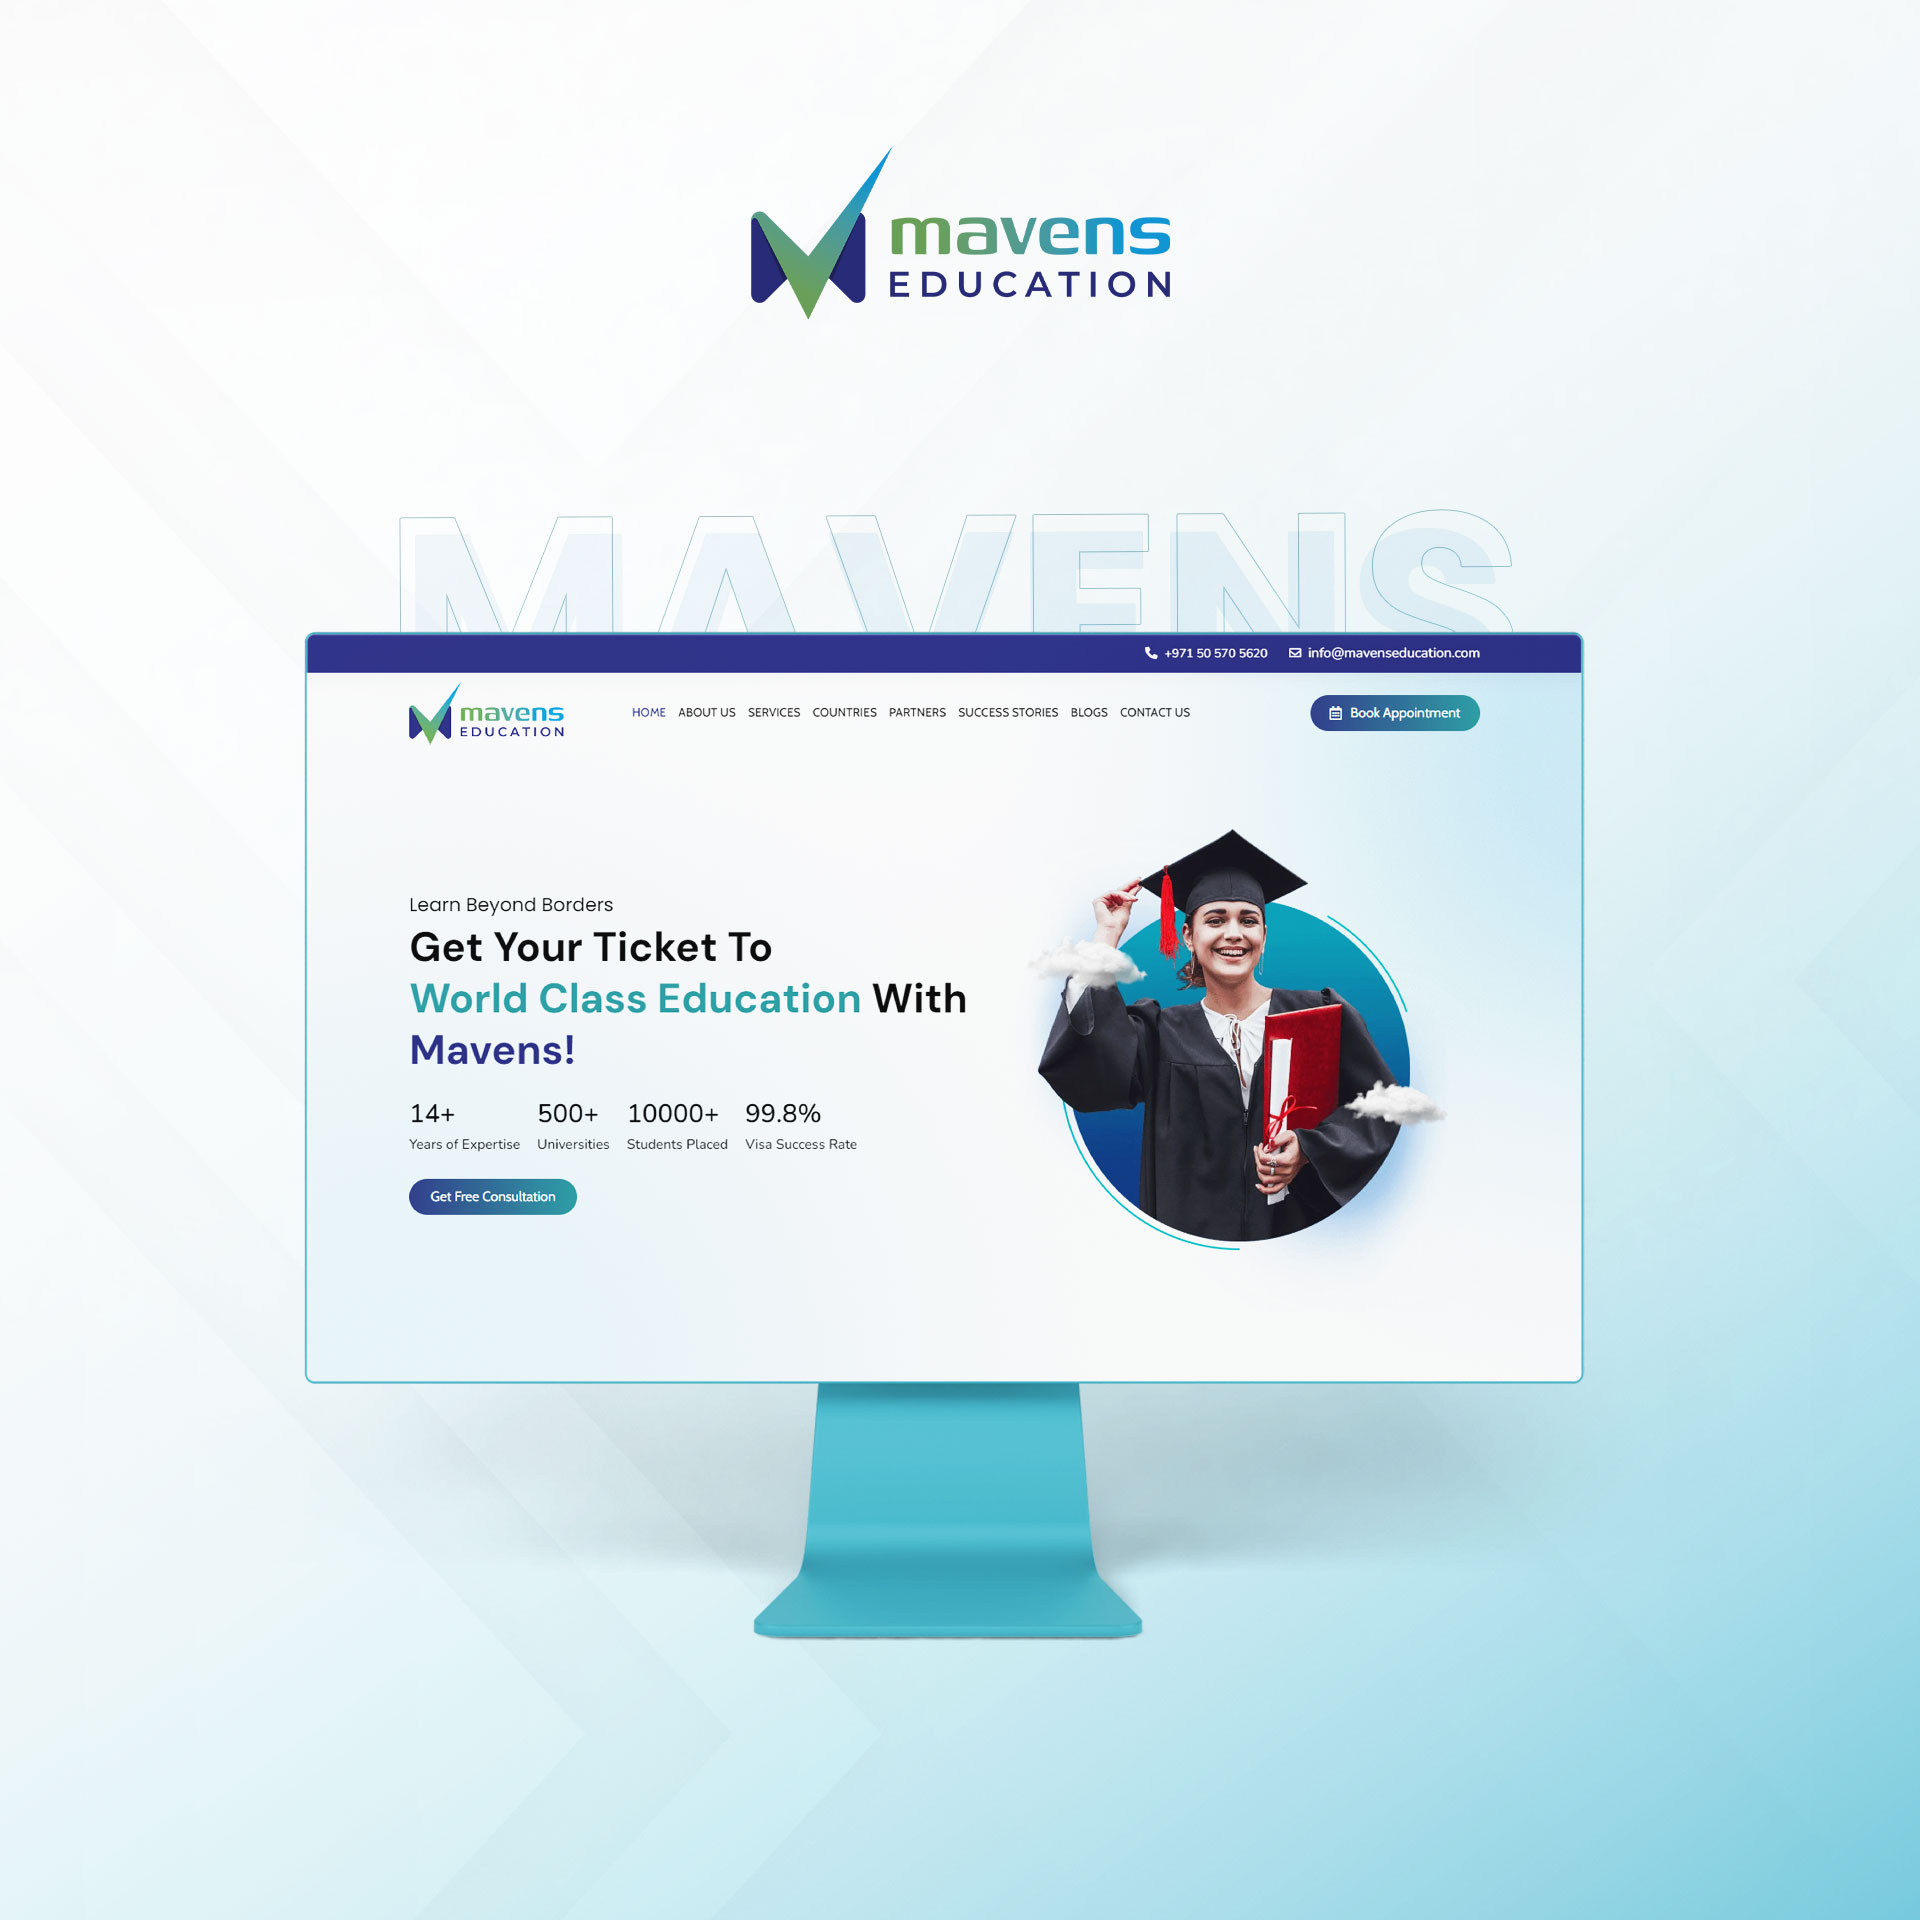 mavens
EDUCATION
MAVENS
+971 50 570 5620 info@mavenseducation.com
mavens
EDUCATION
HOME ABOUT US SERVICES COUNTRIES PARTNERS SUCCESS STORIES BLOGS CONTACT US
Book Appointment
Learn Beyond Borders
Get Your Ticket To
World Class Education With
Mavens!
14+ 500+ 10000+ 99.8%
Years of Expertise Universities Students Placed Visa Success Rate
Get Free Consultation